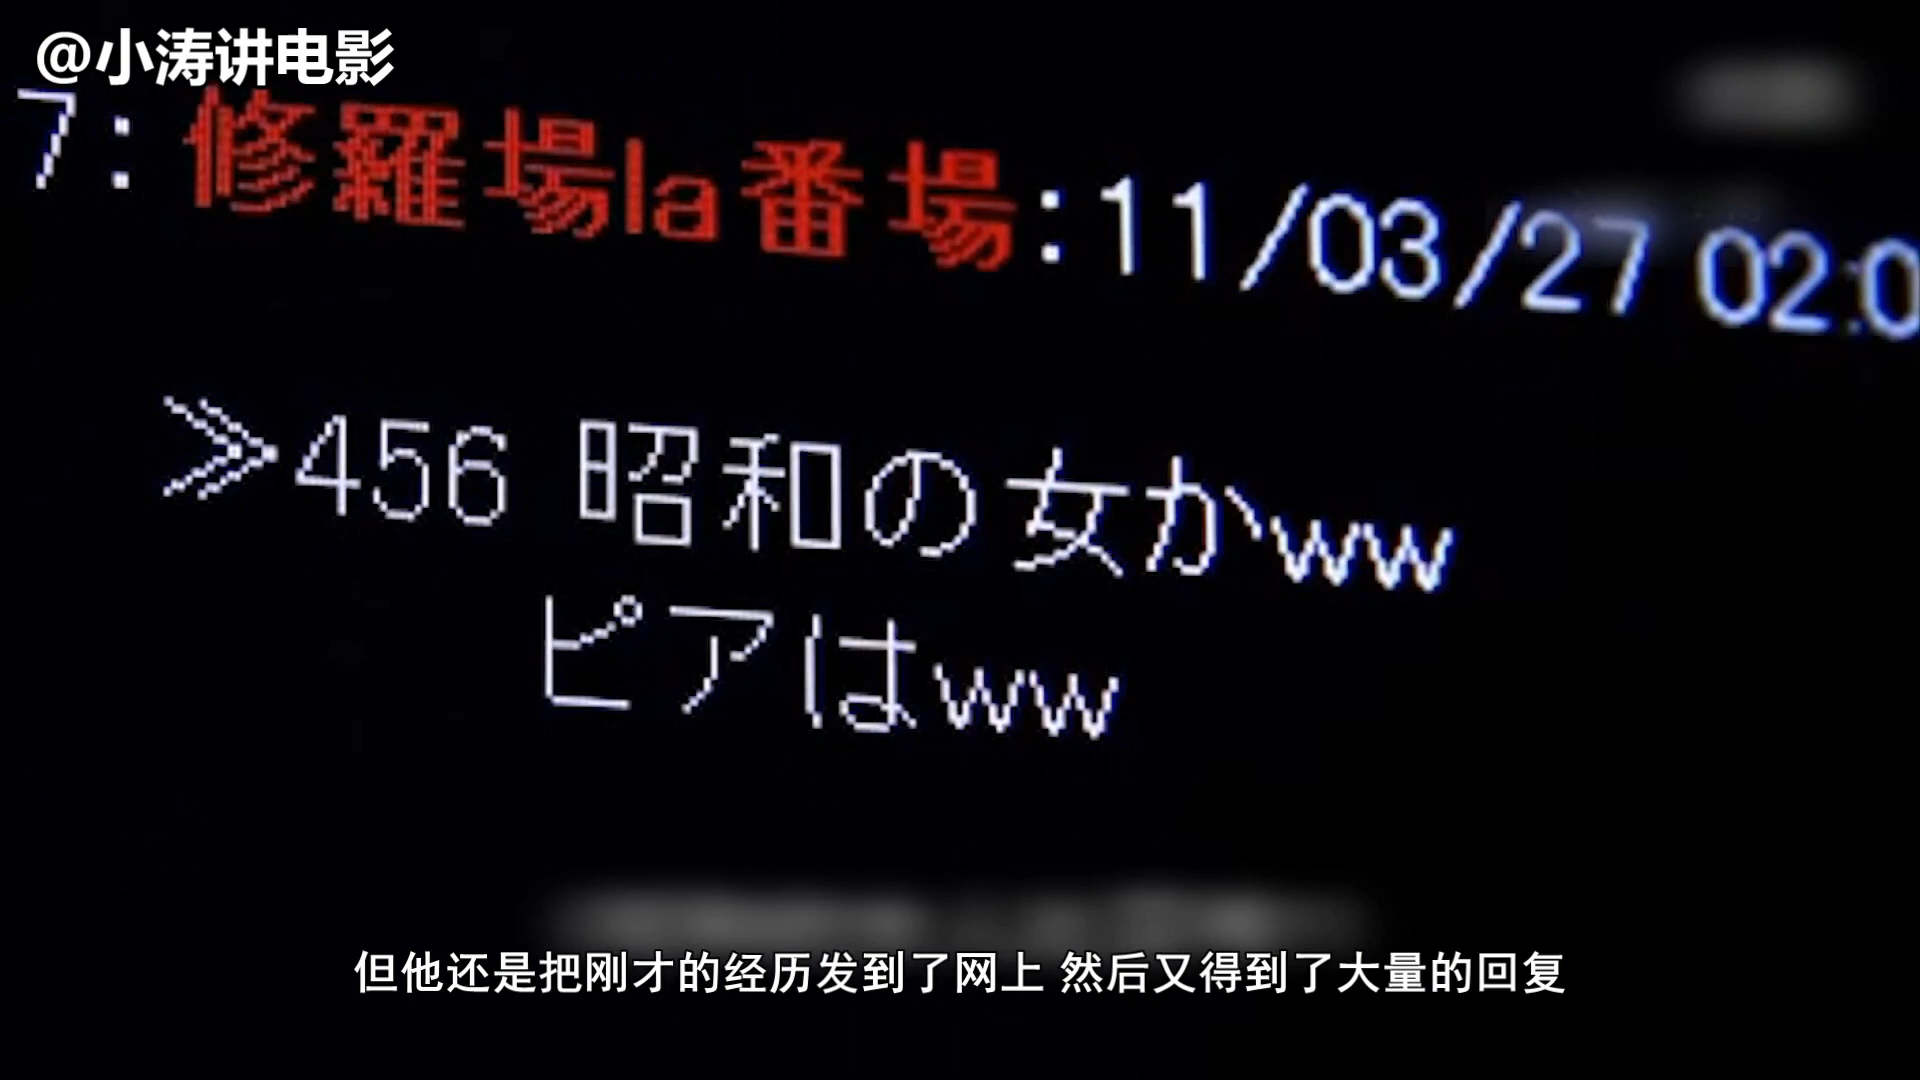 @小涛讲电影
7:修羅場la番場:11/03/27 02:0
≫456 昭和の女かww
ピアはww
但他还是把刚才的经历发到了网上 然后又得到了大量的回复